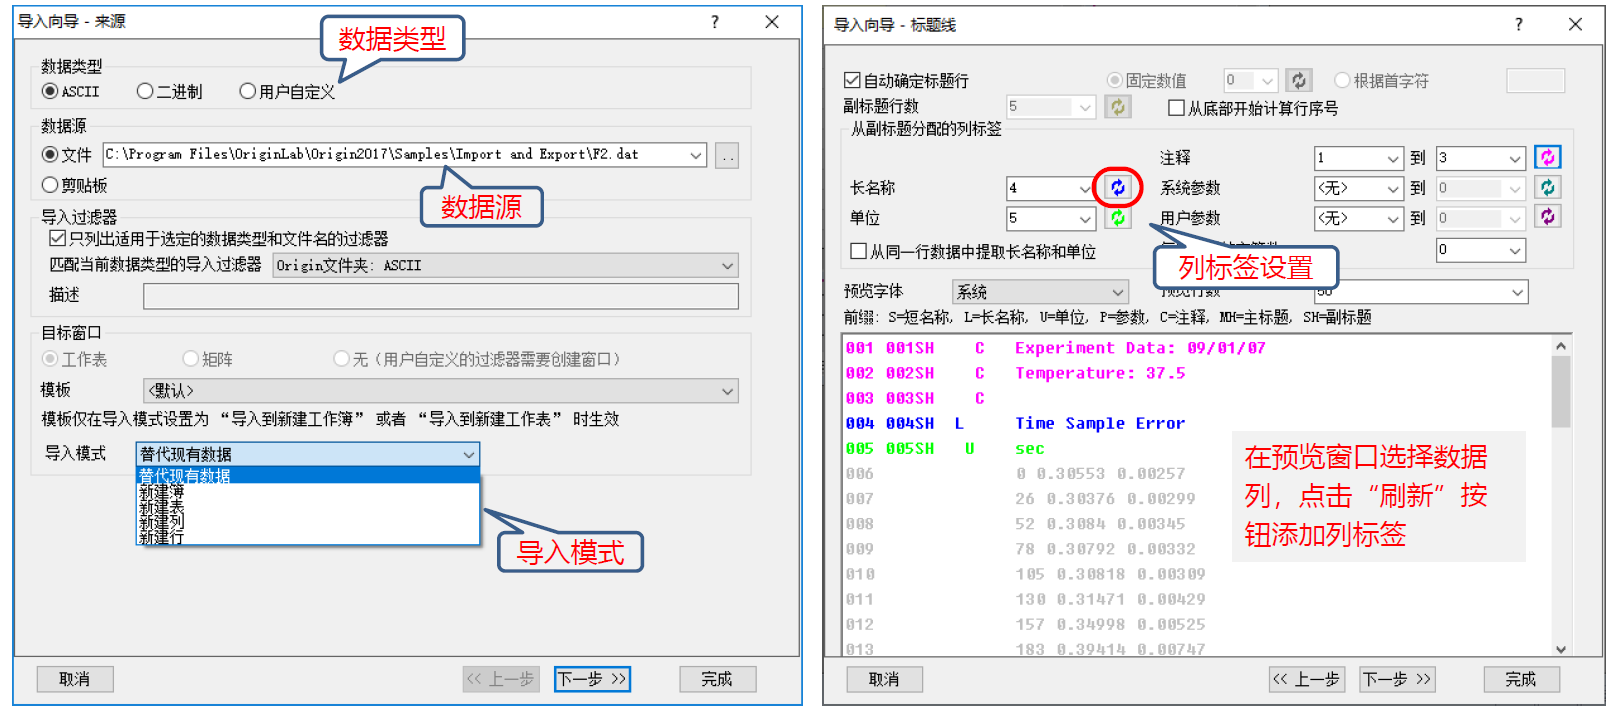 导入向导 - 来源
?
数据类型
数据类型
ASCII
二进制
用户自定义
数据源
文件
C:\Program Files\OriginLab\Origin2017\Samples\Import and Export\F2.dat
..
剪贴板
数据源
导入过滤器
只列出适用于选定的数据类型和文件名的过滤器
匹配当前数据类型的导入过滤器
Origin文件夹: ASCII
描述
目标窗口
工作表
矩阵
无（用户自定义的过滤器需要创建窗口）
模板
<默认>
模板仅在导入模式设置为 “导入到新建工作簿” 或者 “导入到新建工作表” 时生效
导入模式
替代现有数据
替代现有数据
新建簿
新建表
新建列
新建行
导入模式
取消
<< 上一步
下一步 >>
完成
导入向导 - 标题线
?
自动确定标题行
固定数值
0
根据首字符
副标题行数
5
从底部开始计算行序号
从副标题分配的列标签
注释
1
到
3
长名称
4
系统参数
<无>
到
0
单位
5
用户参数
<无>
到
0
从同一行数据中提取长名称和单位
0
列标签设置
预览字体
系统
预览行数
50
前缀: S=短名称, L=长名称, U=单位, P=参数, C=注释, MH=主标题, SH=副标题
001 001SH C Experiment Data: 09/01/07
002 002SH C Temperature: 37.5
003 003SH C
004 004SH L Time Sample Error
005 005SH U sec
006 0 0.30553 0.00257
007 26 0.30376 0.00299
008 52 0.3084 0.00345
009 78 0.30792 0.00332
010 105 0.30818 0.00309
011 130 0.31471 0.00429
012 157 0.34998 0.00525
013 183 0.39414 0.00747
在预览窗口选择数据
列，点击“刷新”按
钮添加列标签
取消
<< 上一步
下一步 >>
完成